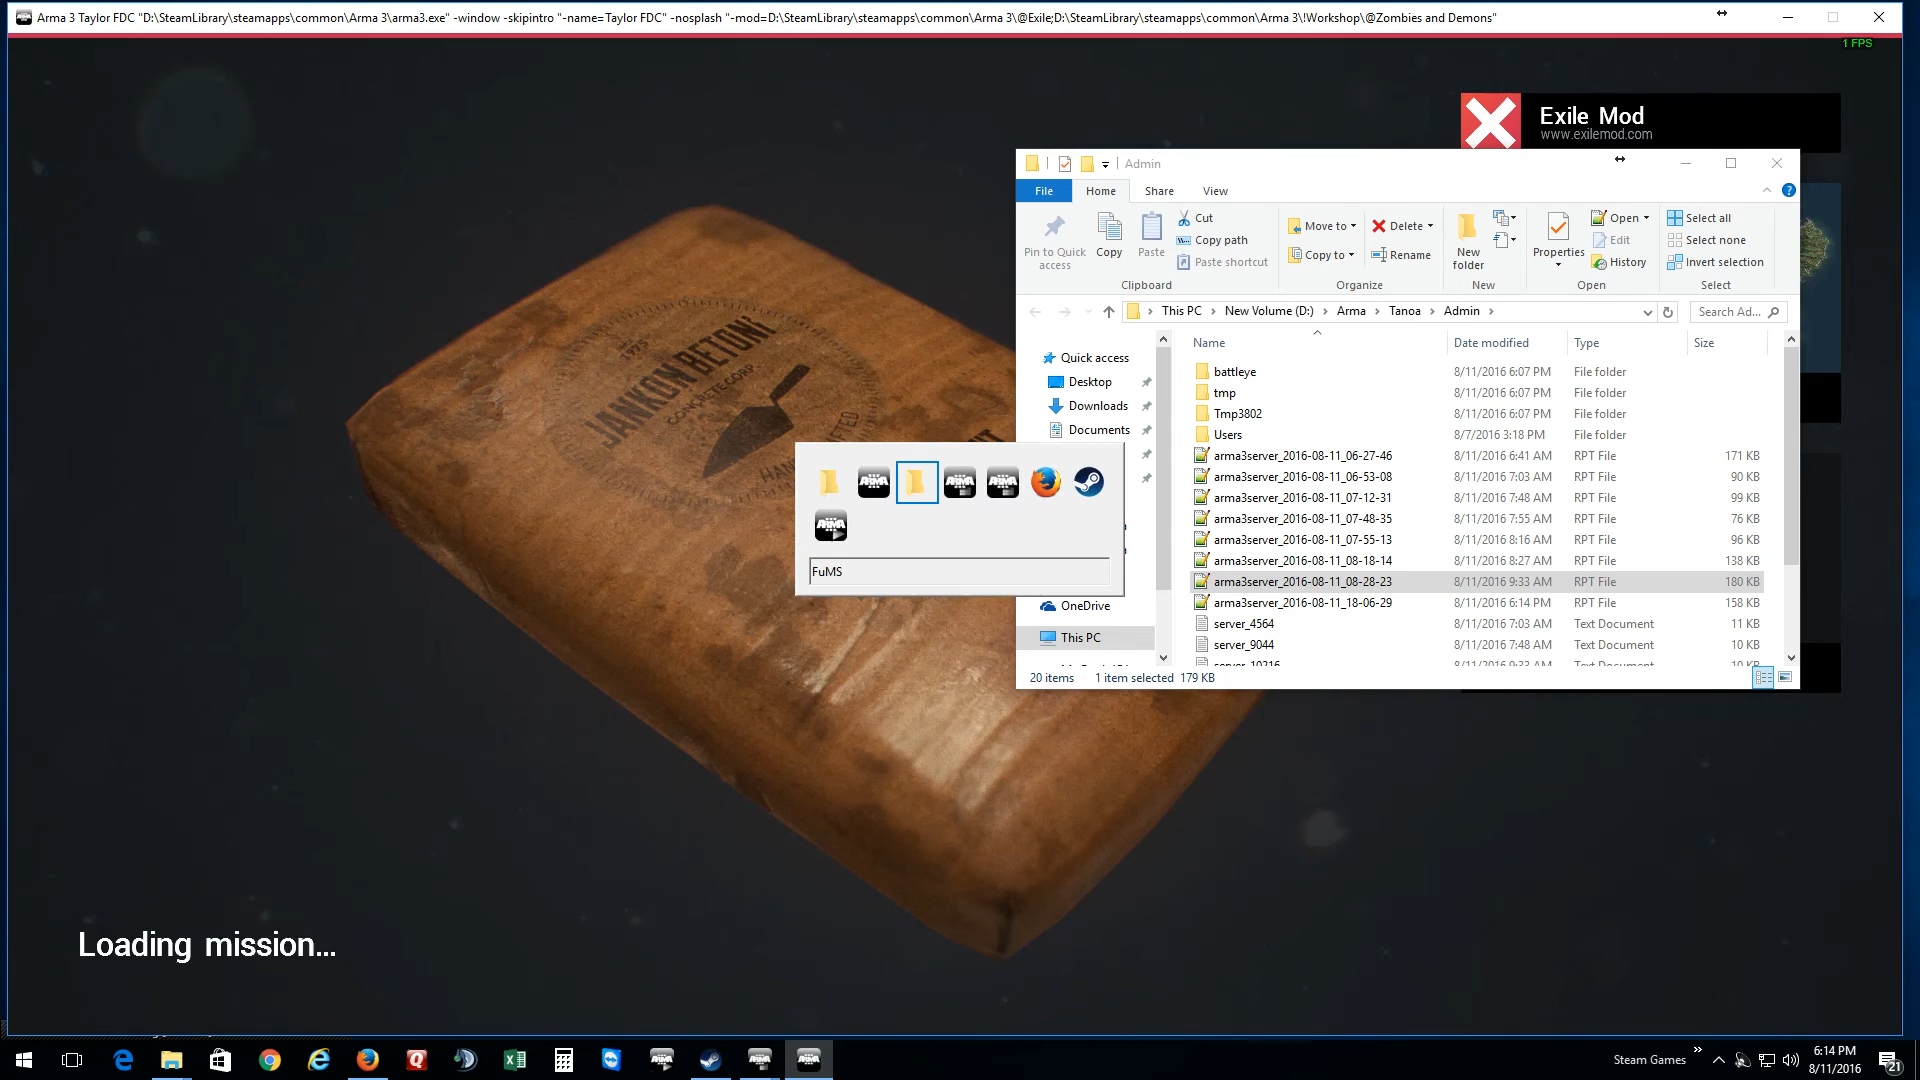 Arma 3 Taylor FDC "D:\SteamLibrary\steamapps\common\Arma 3\arma3.exe" -window -skipintro "-name=Taylor FDC" -nosplash "-mod=D:\SteamLibrary\steamapps\common\Arma 3\@Exile;D:\SteamLibrary\steamapps\common\Arma 3\!Workshop\@Zombies and Demons"
1 FPS
Exile Mod
www.exilemod.com
Admin
File Home Share View
Pin to Quick access
Copy
Paste
Cut
Copy path
Paste shortcut
Clipboard
Move to
Copy to
Delete
Rename
Organize
New folder
New
Properties
Open
Edit
History
Open
Select all
Select none
Invert selection
Select
This PC New Volume (D:) Arma Tanoa Admin
Search Ad...
Quick access
Desktop
Downloads
Documents
OneDrive
This PC
Name Date modified Type Size
battleye 8/11/2016 6:07 PM File folder
tmp 8/11/2016 6:07 PM File folder
Tmp3802 8/11/2016 6:07 PM File folder
Users 8/7/2016 3:18 PM File folder
arma3server_2016-08-11_06-27-46 8/11/2016 6:41 AM RPT File 171 KB
arma3server_2016-08-11_06-53-08 8/11/2016 7:03 AM RPT File 90 KB
arma3server_2016-08-11_07-12-31 8/11/2016 7:48 AM RPT File 99 KB
arma3server_2016-08-11_07-48-35 8/11/2016 7:55 AM RPT File 76 KB
arma3server_2016-08-11_07-55-13 8/11/2016 8:16 AM RPT File 96 KB
arma3server_2016-08-11_08-18-14 8/11/2016 8:27 AM RPT File 138 KB
arma3server_2016-08-11_08-28-23 8/11/2016 9:33 AM RPT File 180 KB
arma3server_2016-08-11_18-06-29 8/11/2016 6:14 PM RPT File 158 KB
server_4564 8/11/2016 7:03 AM Text Document 11 KB
server_9044 8/11/2016 7:48 AM Text Document 10 KB
server_10216 8/11/2016 9:33 AM Text Document 10 KB
20 items 1 item selected 179 KB
FuMS
1975
JANKON BETONI
CONCRETE CORP
Loading mission...
Steam Games
6:14 PM
8/11/2016
21